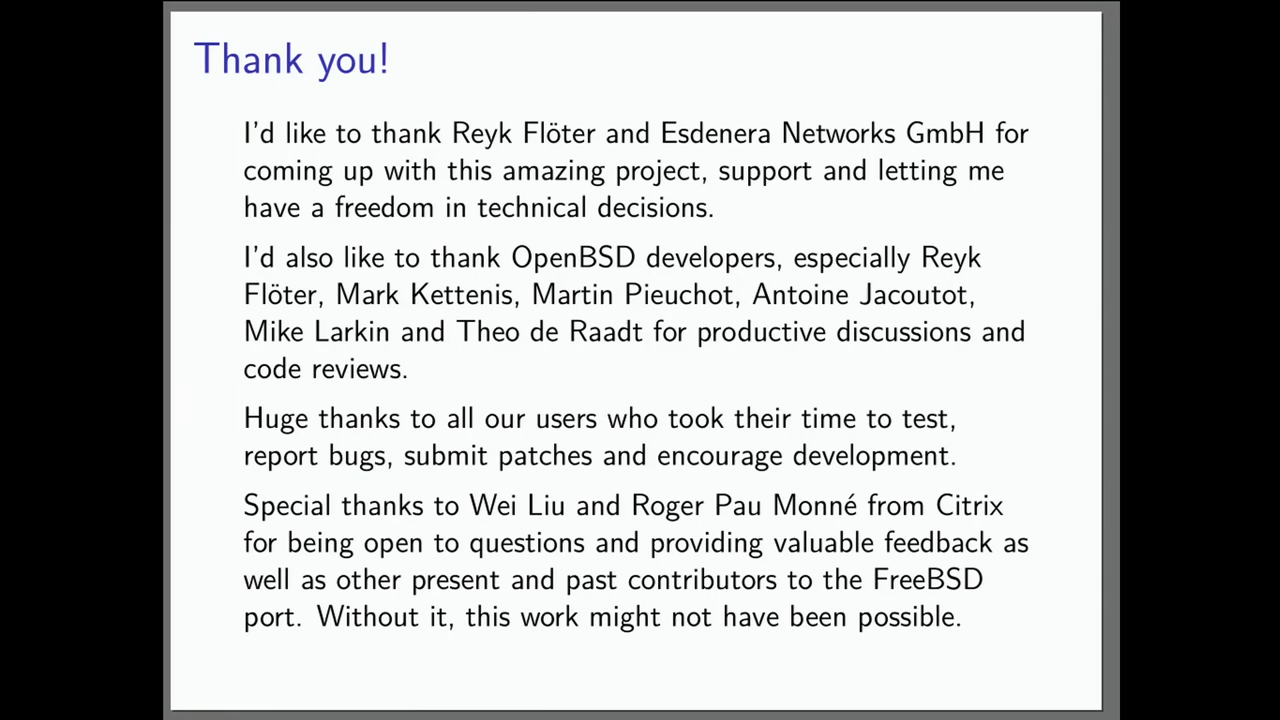 Thank you!
I'd like to thank Reyk Flöter and Esdenera Networks GmbH for
coming up with this amazing project, support and letting me
have a freedom in technical decisions.
I'd also like to thank OpenBSD developers, especially Reyk
Flöter, Mark Kettenis, Martin Pieuchot, Antoine Jacoutot,
Mike Larkin and Theo de Raadt for productive discussions and
code reviews.
Huge thanks to all our users who took their time to test,
report bugs, submit patches and encourage development.
Special thanks to Wei Liu and Roger Pau Monné from Citrix
for being open to questions and providing valuable feedback as
well as other present and past contributors to the FreeBSD
port. Without it, this work might not have been possible.